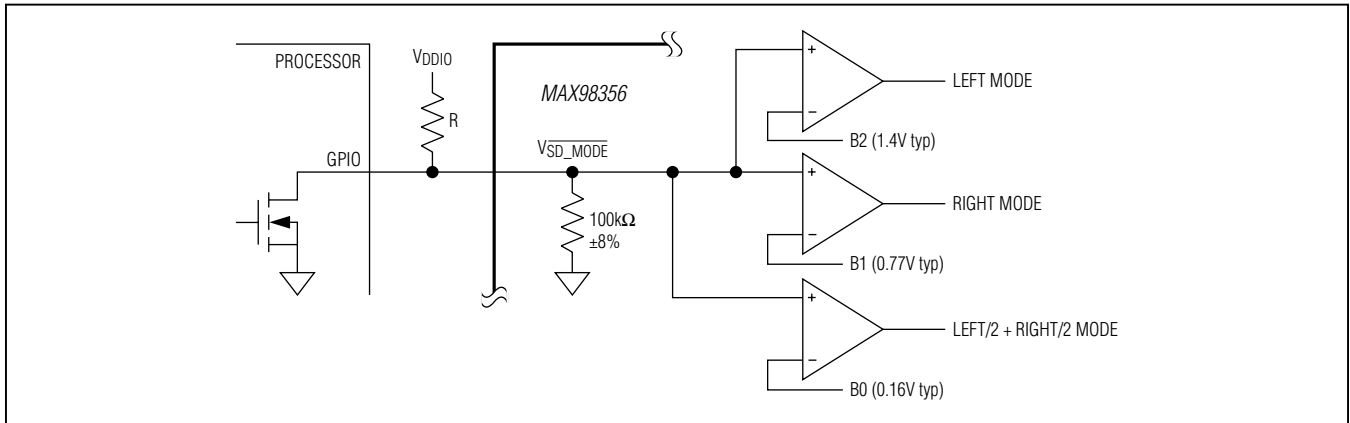 PROCESSOR
VDDIO
R
GPIO
MAX98356
VSD_MODE
100kΩ
±8%
+
−
LEFT MODE
B2 (1.4V typ)
+
−
RIGHT MODE
B1 (0.77V typ)
+
−
LEFT/2 + RIGHT/2 MODE
B0 (0.16V typ)